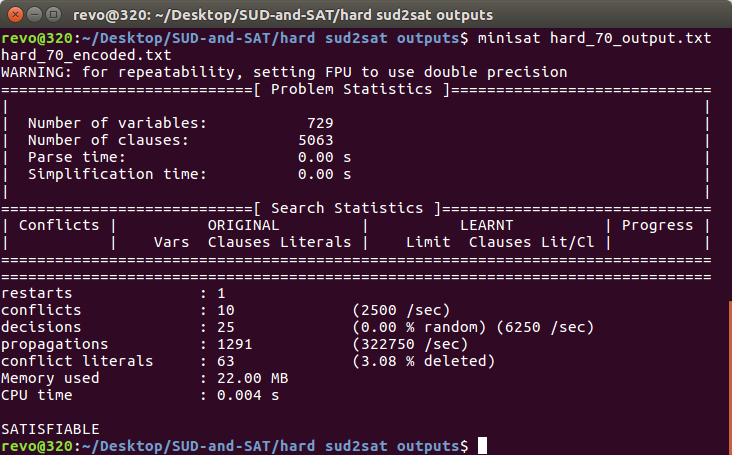 revo@320: ~/Desktop/SUD-and-SAT/hard sud2sat outputs
revo@320:~/Desktop/SUD-and-SAT/hard sud2sat outputs$ minisat hard_70_output.txt
hard_70_encoded.txt
WARNING: for repeatability, setting FPU to use double precision
============================[ Problem Statistics ]=============================
|                                                                             |
|  Number of variables:           729                                         |
|  Number of clauses:            5063                                         |
|  Parse time:                   0.00 s                                       |
|  Simplification time:          0.00 s                                       |
|                                                                             |
============================[ Search Statistics ]==============================
| Conflicts |          ORIGINAL         |          LEARNT          | Progress |
|           |    Vars  Clauses Literals |    Limit  Clauses Lit/Cl |          |
===============================================================================
===============================================================================
restarts              : 1
conflicts             : 10             (2500 /sec)
decisions             : 25             (0.00 % random) (6250 /sec)
propagations          : 1291           (322750 /sec)
conflict literals     : 63             (3.08 % deleted)
Memory used           : 22.00 MB
CPU time              : 0.004 s
SATISFIABLE
revo@320:~/Desktop/SUD-and-SAT/hard sud2sat outputs$